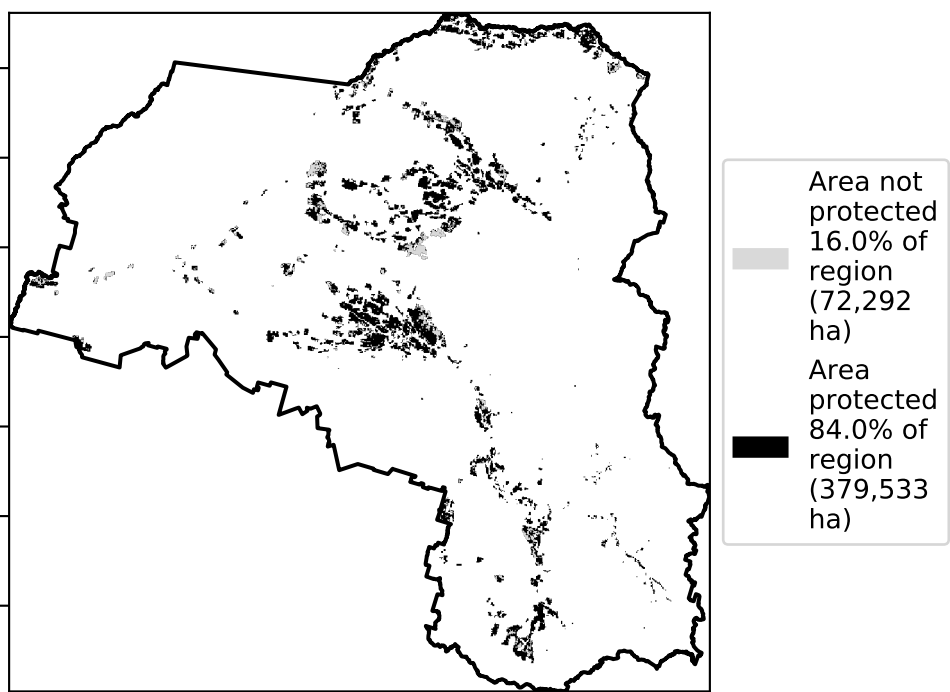 Area not
protected
16.0% of
region
(72,292
ha)
Area
protected
84.0% of
region
(379,533
ha)